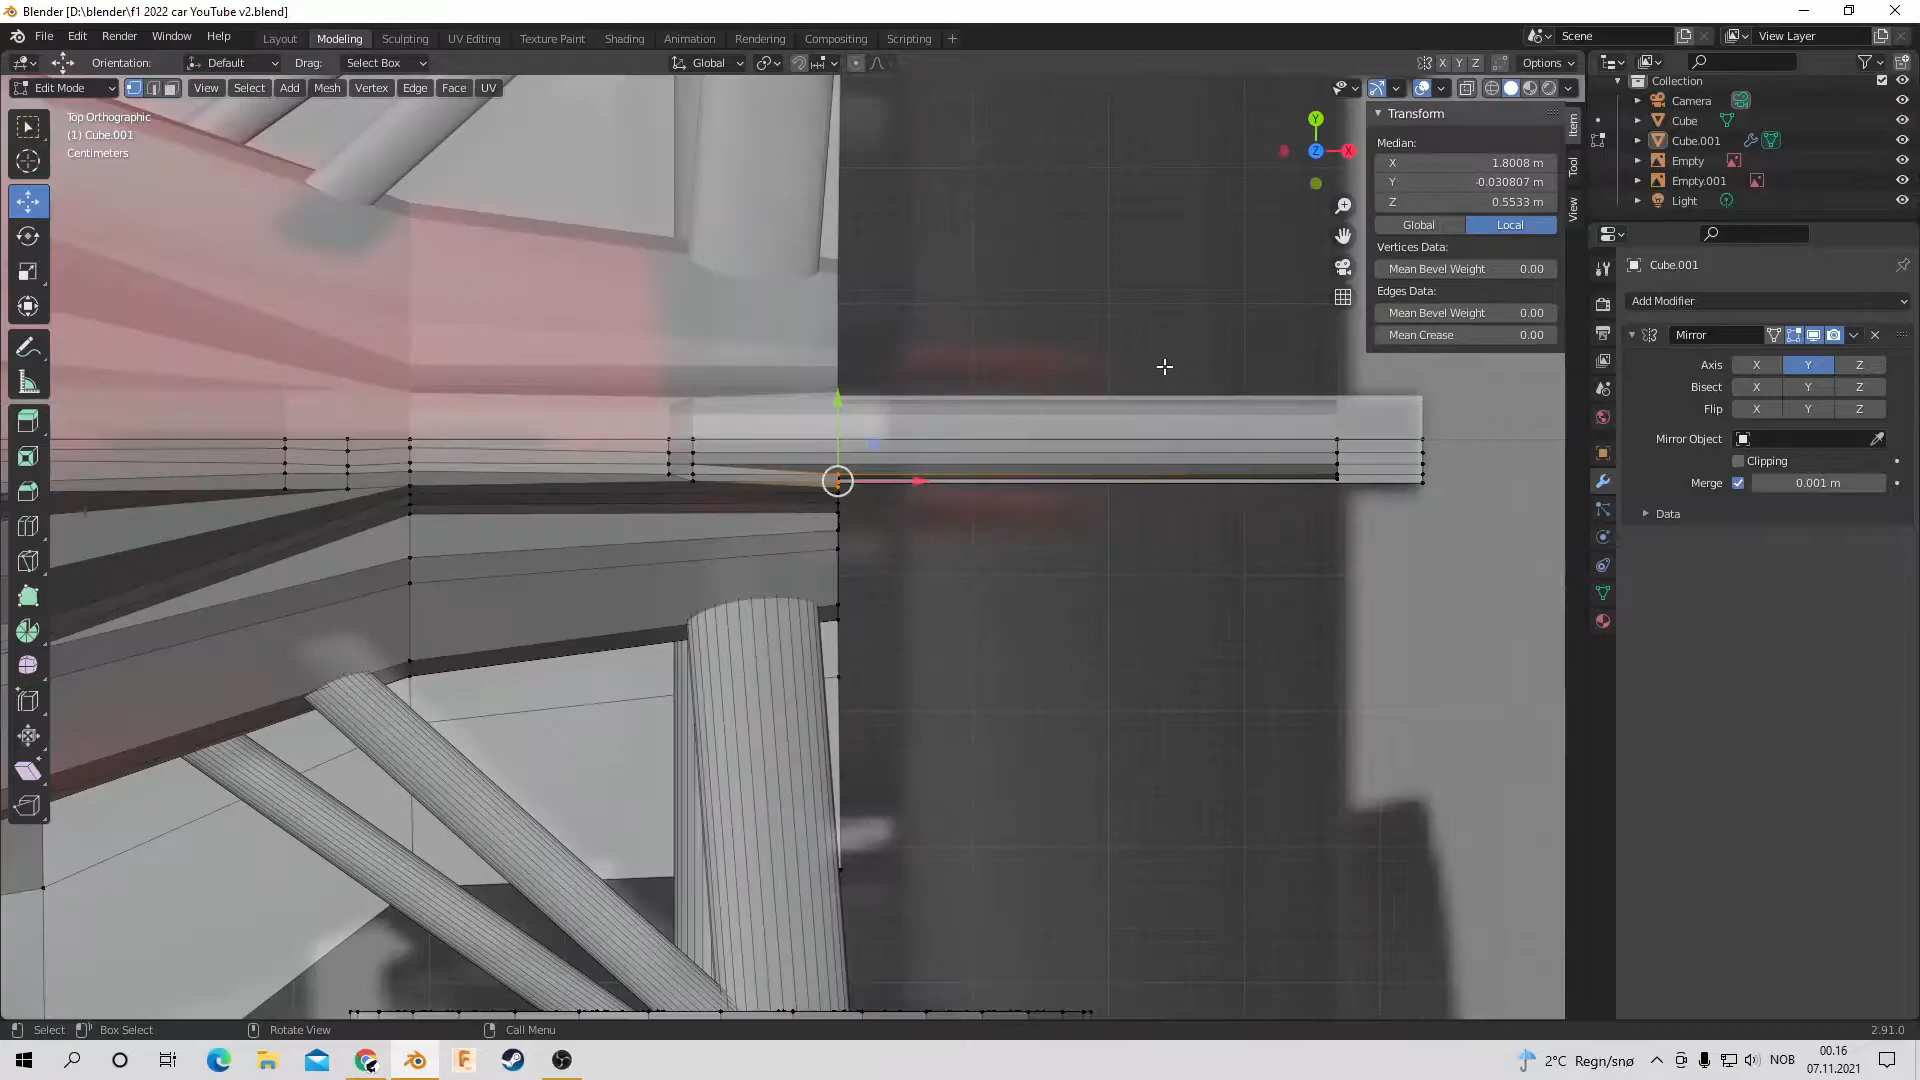 Blender [D:\blender\f1 2022 car YouTube v2.blend]
File Edit Render Window Help Layout Modeling Sculpting UV Editing Texture Paint Shading Animation Rendering Compositing Scripting + Scene View Layer
Orientation: Default Drag: Select Box Global X Y Z Options
Edit Mode View Select Add Mesh Vertex Edge Face UV
Top Orthographic
(1) Cube.001
Centimeters
Y
Z
X
Transform
Median:
X 1.8008 m
Y -0.030807 m
Z 0.5533 m
Global Local
Vertices Data:
Mean Bevel Weight 0.00
Edges Data:
Mean Bevel Weight 0.00
Mean Crease 0.00
Item
Tool
View
Collection
Camera
Cube
Cube.001
Empty
Empty.001
Light
Cube.001
Add Modifier
Mirror
Axis X Y Z
Bisect X Y Z
Flip X Y Z
Mirror Object
Clipping
Merge 0.001 m
Data
Select Box Select Rotate View Call Menu 2.91.0
2°C Regn/snø NOB 00.16
07.11.2021